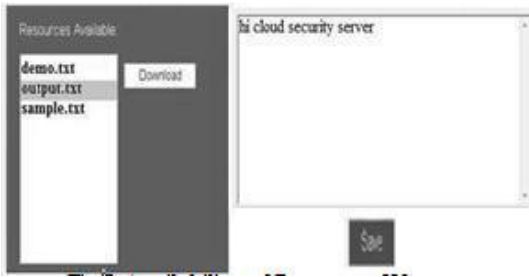 Resources Available
demo.txt
output.txt
sample.txt
Download
hi cloud security server
Save